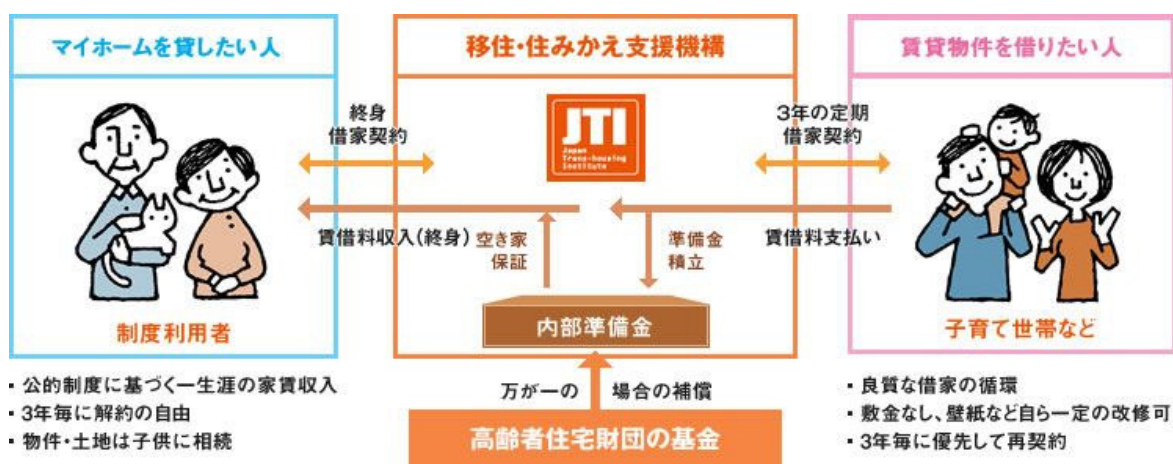 マイホームを貸したい人
終身
借家契約
賃借料収入(終身)
制度利用者
▪ 公的制度に基づく一生涯の家賃収入
▪ 3年毎に解約の自由
▪ 物件・土地は子供に相続
移住・住みかえ支援機構
JTI
Japan
Trans-housing
Institute
空き家
保証
準備金
積立
内部準備金
万が一の 場合の補償
高齢者住宅財団の基金
賃貸物件を借りたい人
3年の定期
借家契約
賃借料支払い
子育て世帯など
▪ 良質な借家の循環
▪ 敷金なし、壁紙など自ら一定の改修可
▪ 3年毎に優先して再契約